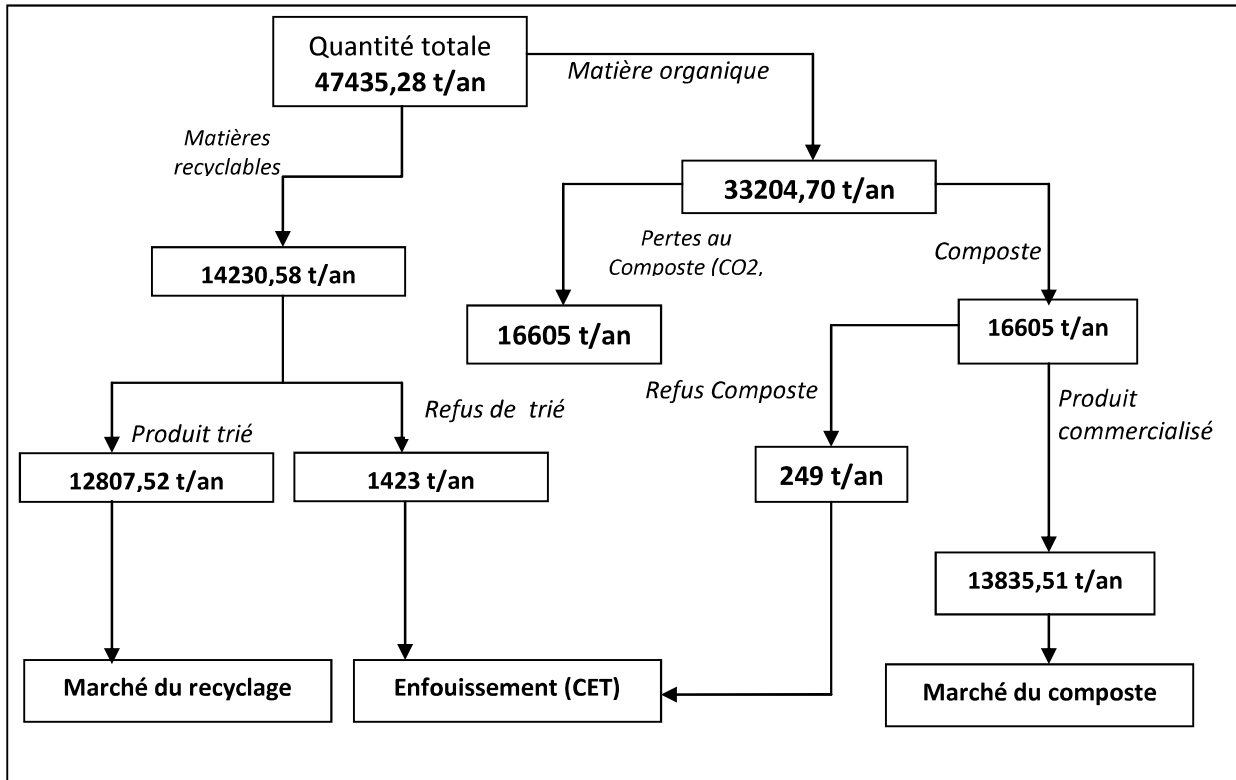 Quantité totale
47435,28 t/an
Matière organique
Matières
recyclables
33204,70 t/an
14230,58 t/an
Pertes au
Composte (CO2,
Composte
16605 t/an
16605 t/an
Refus de trié
Refus Composte
Produit trié
Produit
commercialisé
12807,52 t/an
1423 t/an
249 t/an
13835,51 t/an
Marché du recyclage
Enfouissement (CET)
Marché du composte